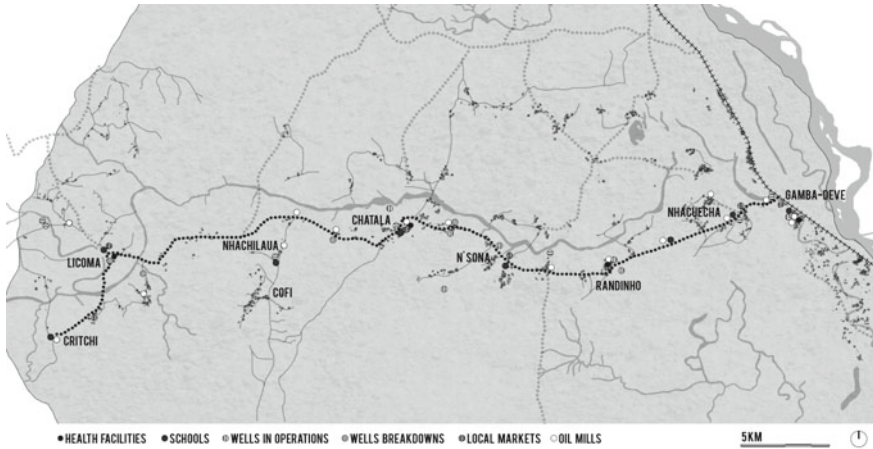 GAMBA-DEVE
NHACUECHA
CHATALA
NHACHILAUA
N'SONA
LICOMA
RANDINHO
COFI
CRITCHI
HEALTH FACILITIES SCHOOLS WELLS IN OPERATIONS WELLS BREAKDOWNS LOCAL MARKETS OIL MILLS 5KM